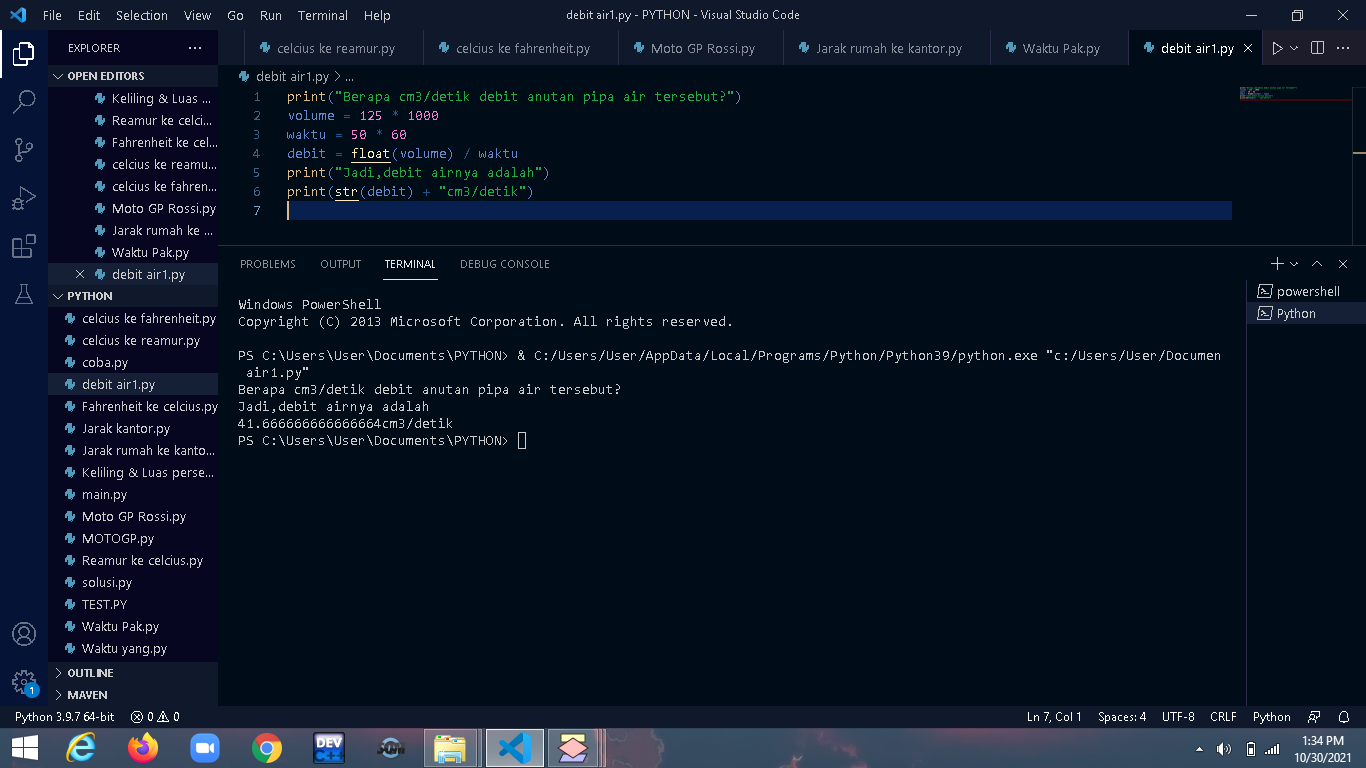 File Edit Selection View Go Run Terminal Help
debit air1.py - PYTHON - Visual Studio Code
EXPLORER
OPEN EDITORS
Keliling & Luas ...
Reamur ke celci...
Fahrenheit ke cel...
celcius ke reamu...
celcius ke fahren...
Moto GP Rossi.py
Jarak rumah ke ...
Waktu Pak.py
debit air1.py
PYTHON
celcius ke fahrenheit.py
celcius ke reamur.py
coba.py
debit air1.py
Fahrenheit ke celcius.py
Jarak kantor.py
Jarak rumah ke kanto...
Keliling & Luas perse...
main.py
Moto GP Rossi.py
MOTOGP.py
Reamur ke celcius.py
solusi.py
TEST.PY
Waktu Pak.py
Waktu yang.py
OUTLINE
MAVEN
celcius ke reamur.py celcius ke fahrenheit.py Moto GP Rossi.py Jarak rumah ke kantor.py Waktu Pak.py debit air1.py
debit air1.py > ...
1 print("Berapa cm3/detik debit anutan pipa air tersebut?")
2 volume = 125 * 1000
3 waktu = 50 * 60
4 debit = float(volume) / waktu
5 print("Jadi,debit airnya adalah")
6 print(str(debit) + "cm3/detik")
7
PROBLEMS OUTPUT TERMINAL DEBUG CONSOLE
Windows PowerShell
Copyright (C) 2013 Microsoft Corporation. All rights reserved.
PS C:\Users\User\Documents\PYTHON> & C:/Users/User/AppData/Local/Programs/Python/Python39/python.exe "c:/Users/User/Documen
air1.py"
Berapa cm3/detik debit anutan pipa air tersebut?
Jadi,debit airnya adalah
41.666666666666664cm3/detik
PS C:\Users\User\Documents\PYTHON>
powershell
Python
1
Python 3.9.7 64-bit 0 0 Ln 7, Col 1 Spaces: 4 UTF-8 CRLF Python
DEV
C++
1:34 PM
10/30/2021